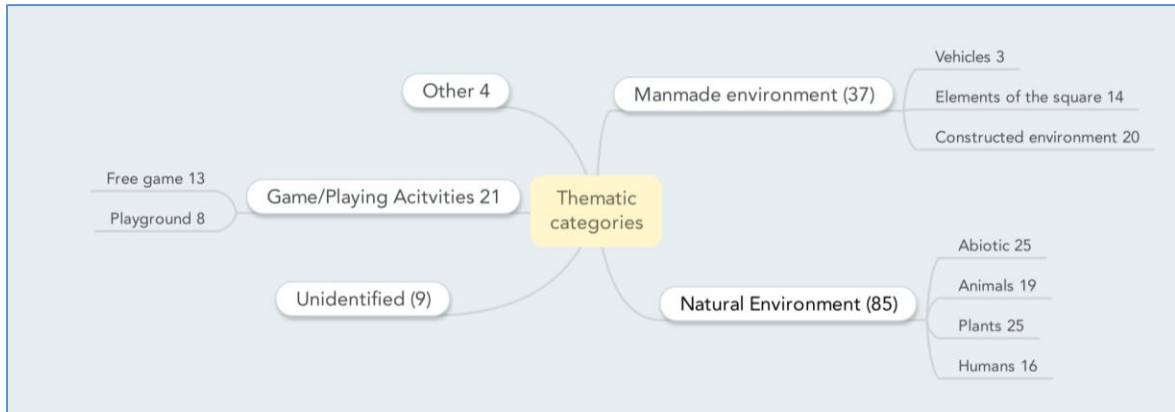 Thematic
categories
Other 4
Game/Playing Acitvities 21
Free game 13
Playground 8
Unidentified (9)
Manmade environment (37)
Vehicles 3
Elements of the square 14
Constructed environment 20
Natural Environment (85)
Abiotic 25
Animals 19
Plants 25
Humans 16